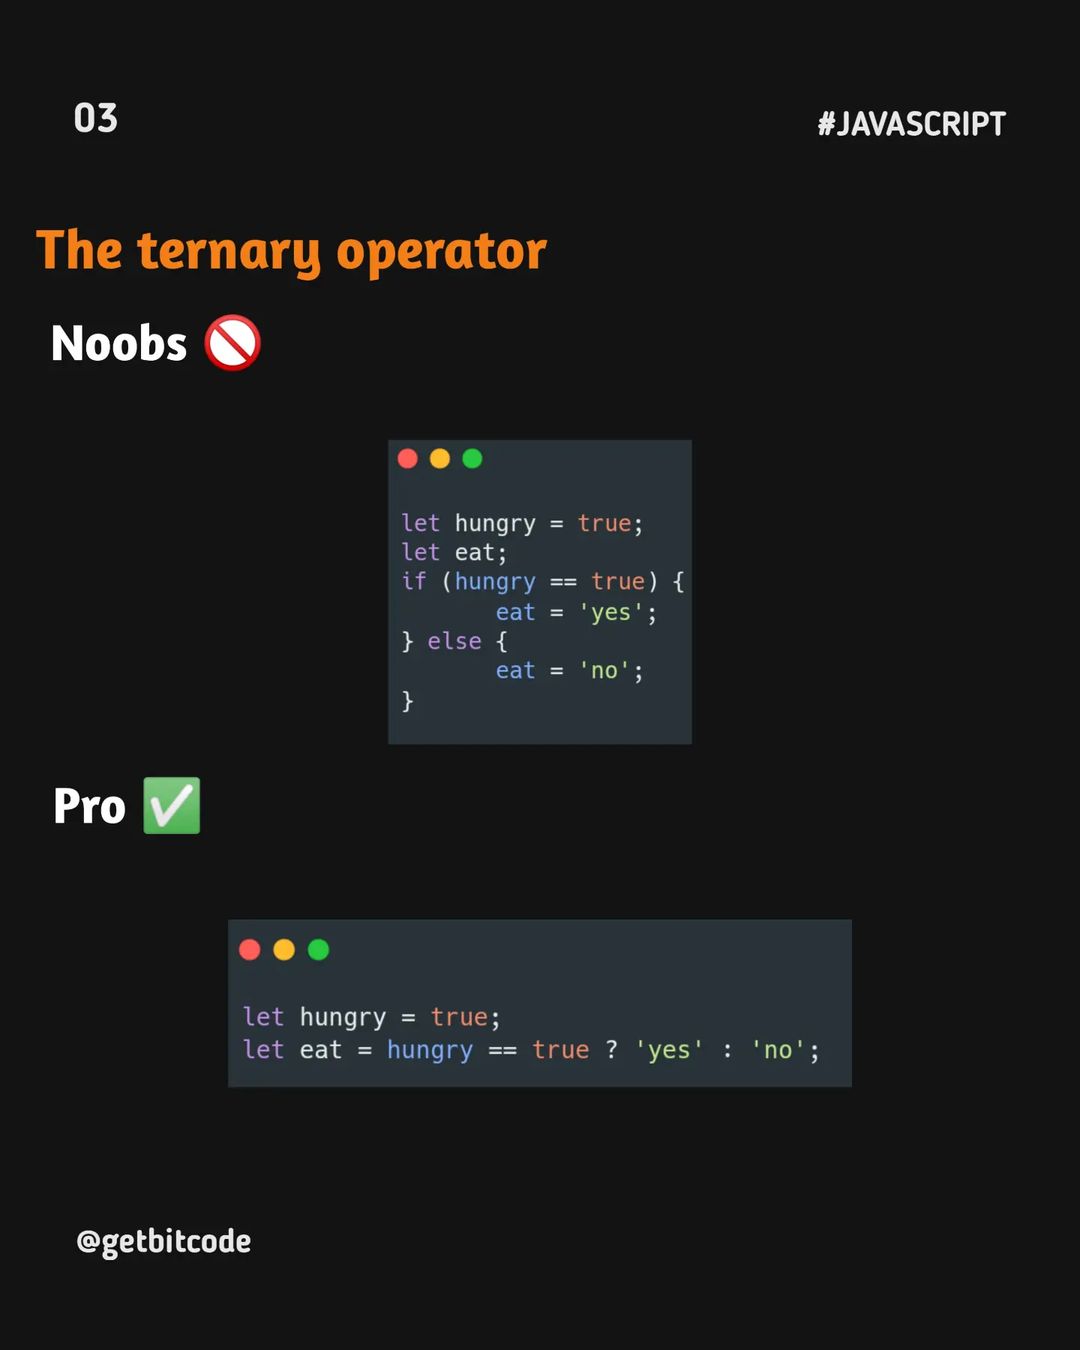 03
#JAVASCRIPT
The ternary operator
Noobs 🚫
let hungry = true;
let eat;
if (hungry == true) {
       eat = 'yes';
} else {
       eat = 'no';
}
Pro ✅
let hungry = true;
let eat = hungry == true ? 'yes' : 'no';
@getbitcode